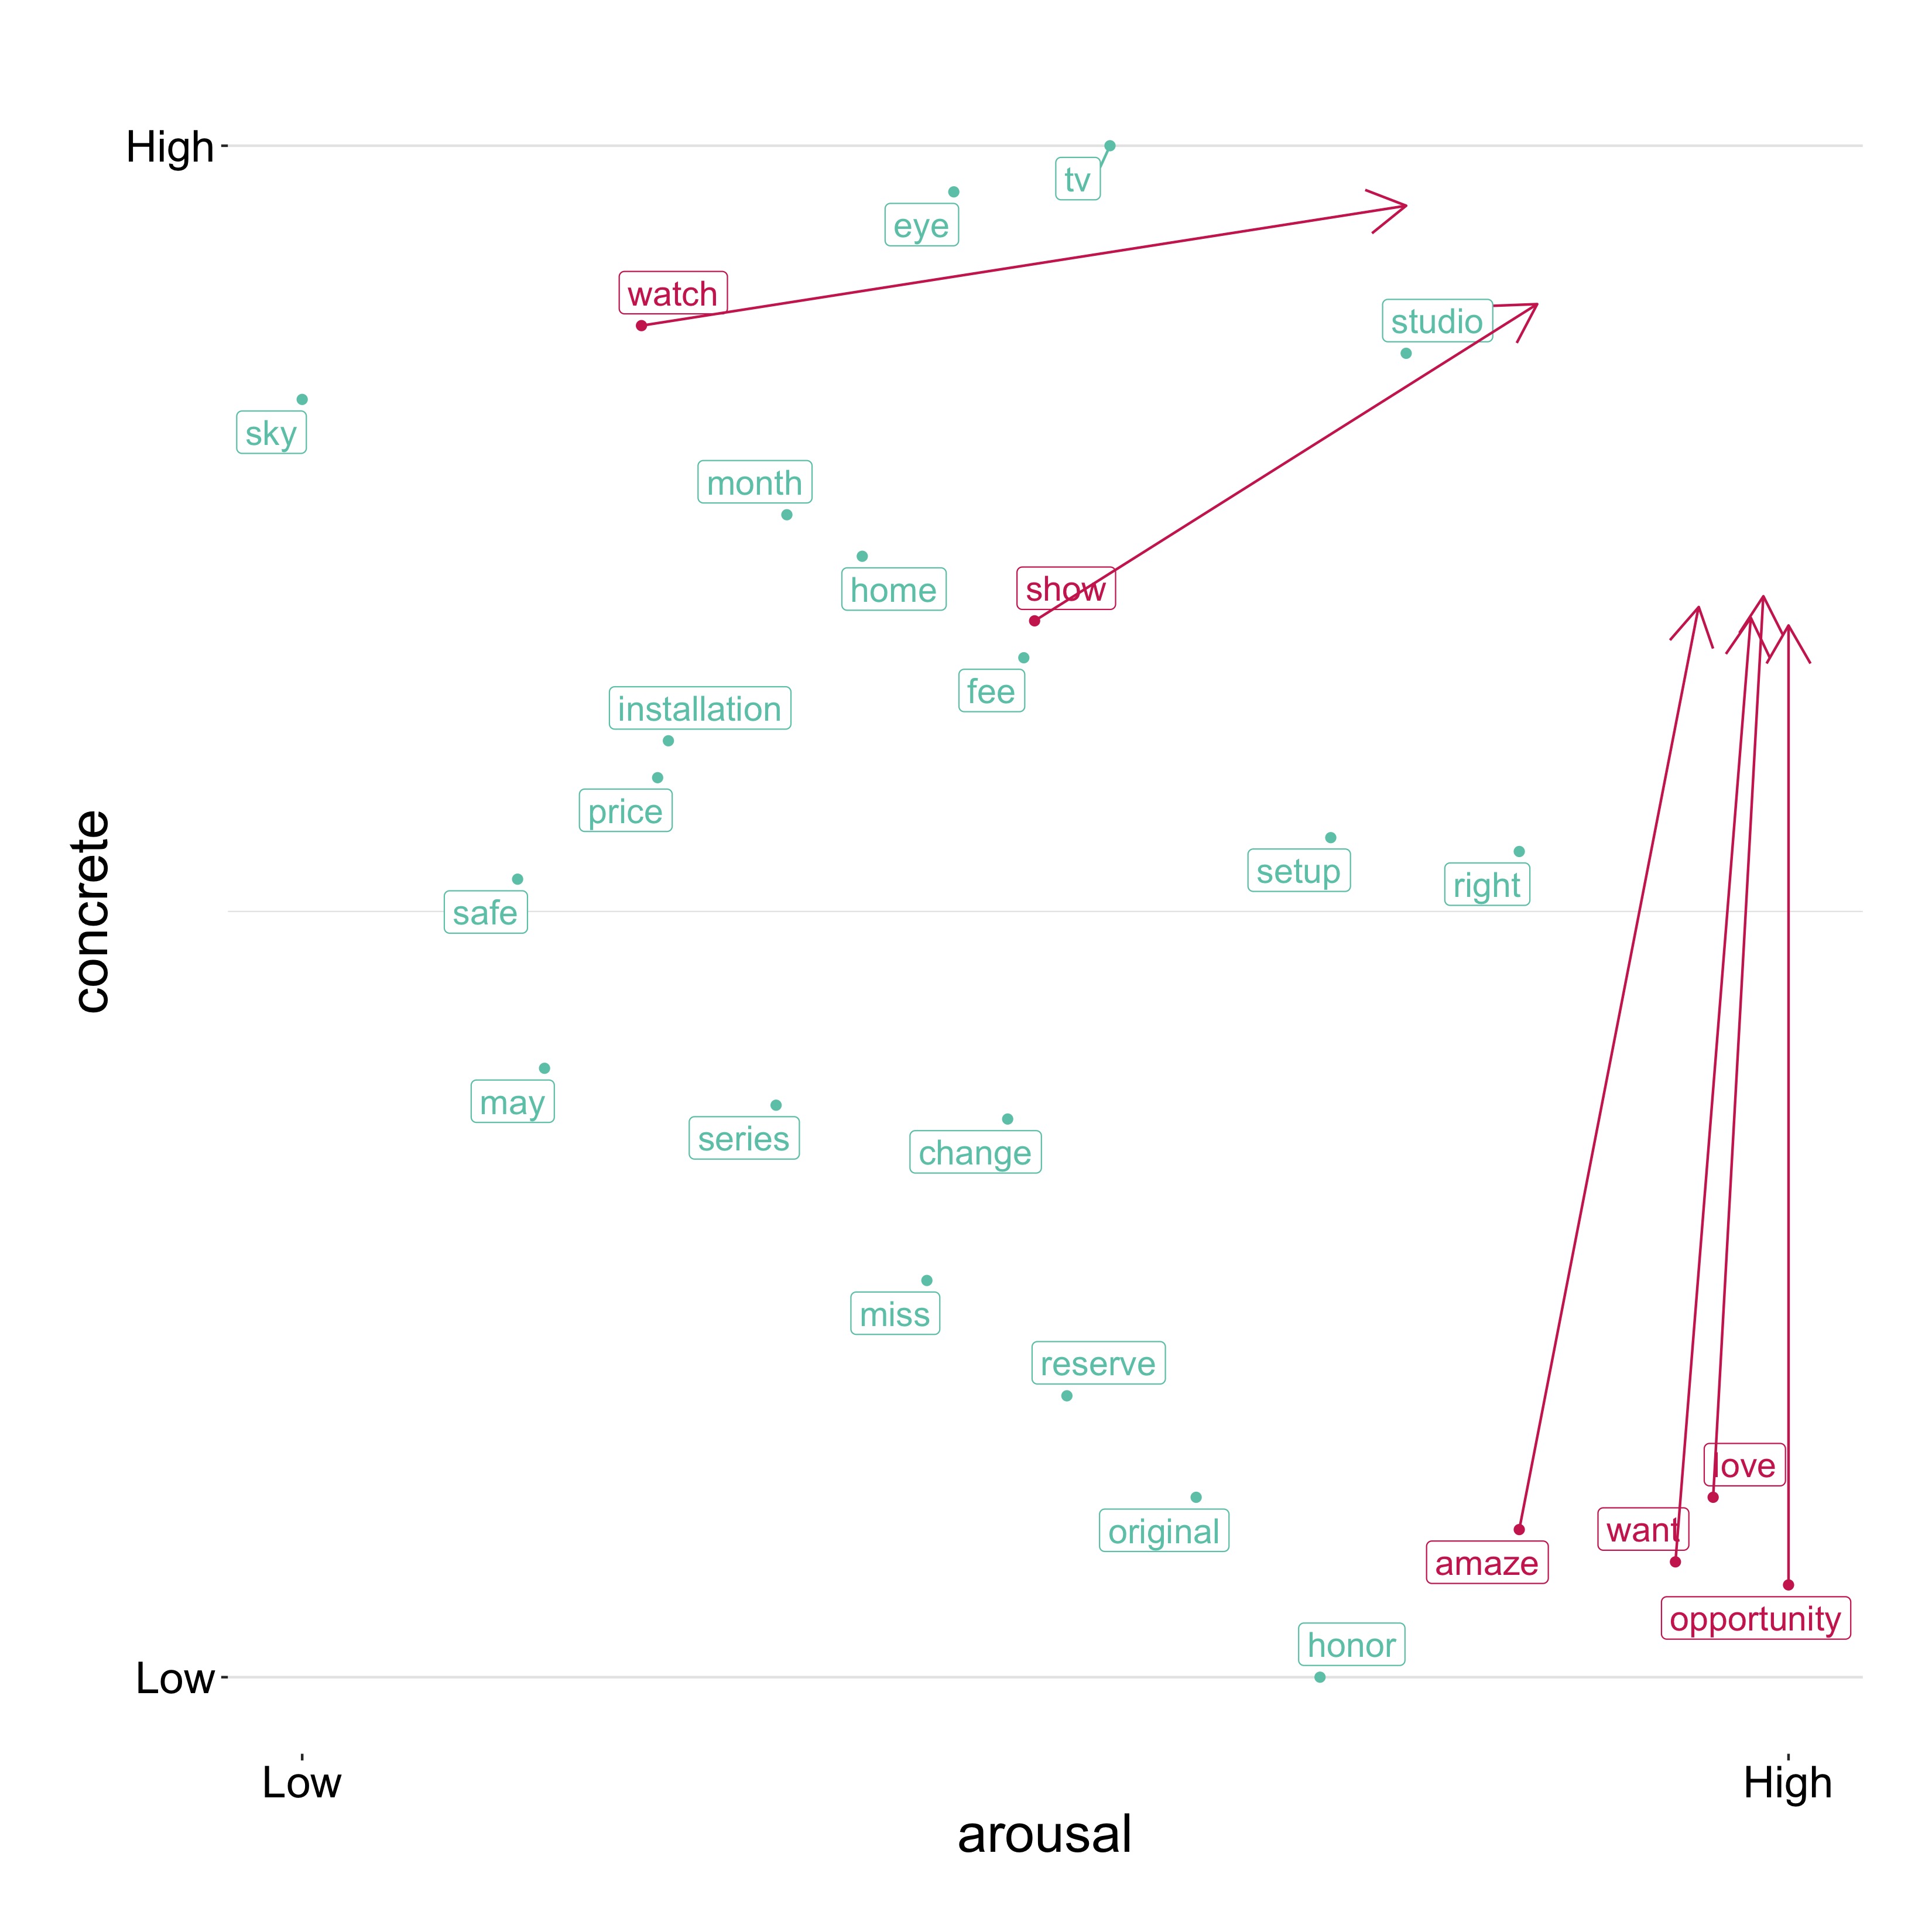 High
tv
eye
watch
studio
sky
month
home
show
fee
installation
price
setup
right
safe
concrete
may
series
change
miss
reserve
love
want
original
amaze
opportunity
honor
Low
Low
High
arousal